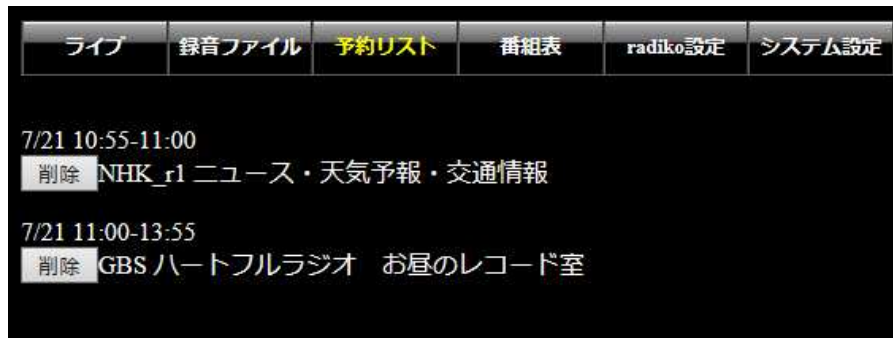 ライブ 録音ファイル 予約リスト 番組表 radiko設定 システム設定
7/21 10:55-11:00
削除 NHK_r1 ニュース・天気予報・交通情報
7/21 11:00-13:55
削除 GBS ハートフルラジオ　お昼のレコード室